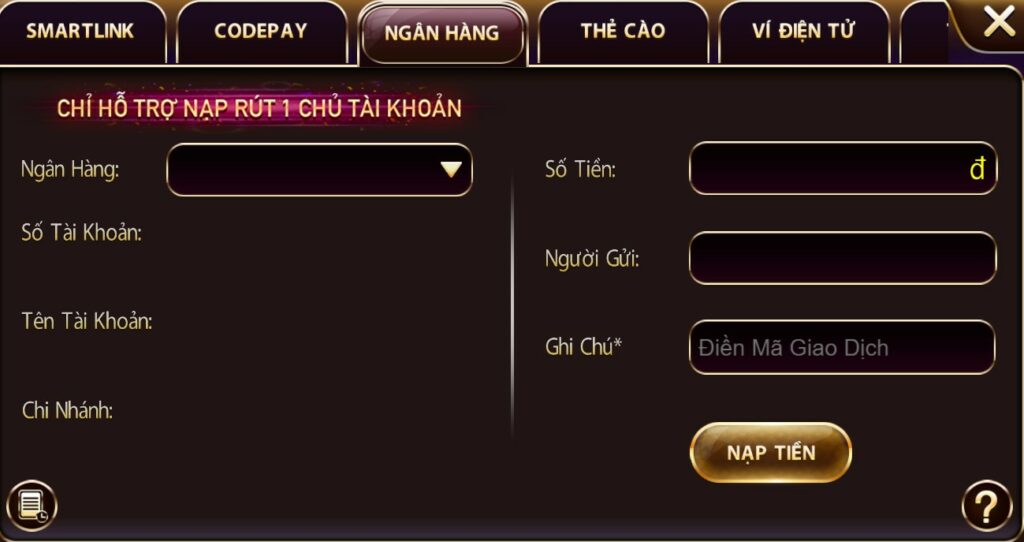 SMARTLINK
CODEPAY
NGÂN HÀNG
THẺ CÀO
VÍ ĐIỆN TỬ
CHỈ HỖ TRỢ NẠP RÚT 1 CHỦ TÀI KHOẢN
Ngân Hàng:
Số Tài Khoản:
Tên Tài Khoản:
Chi Nhánh:
Số Tiền:
đ
Người Gửi:
Ghi Chú*
Điền Mã Giao Dịch
NẠP TIỀN
?